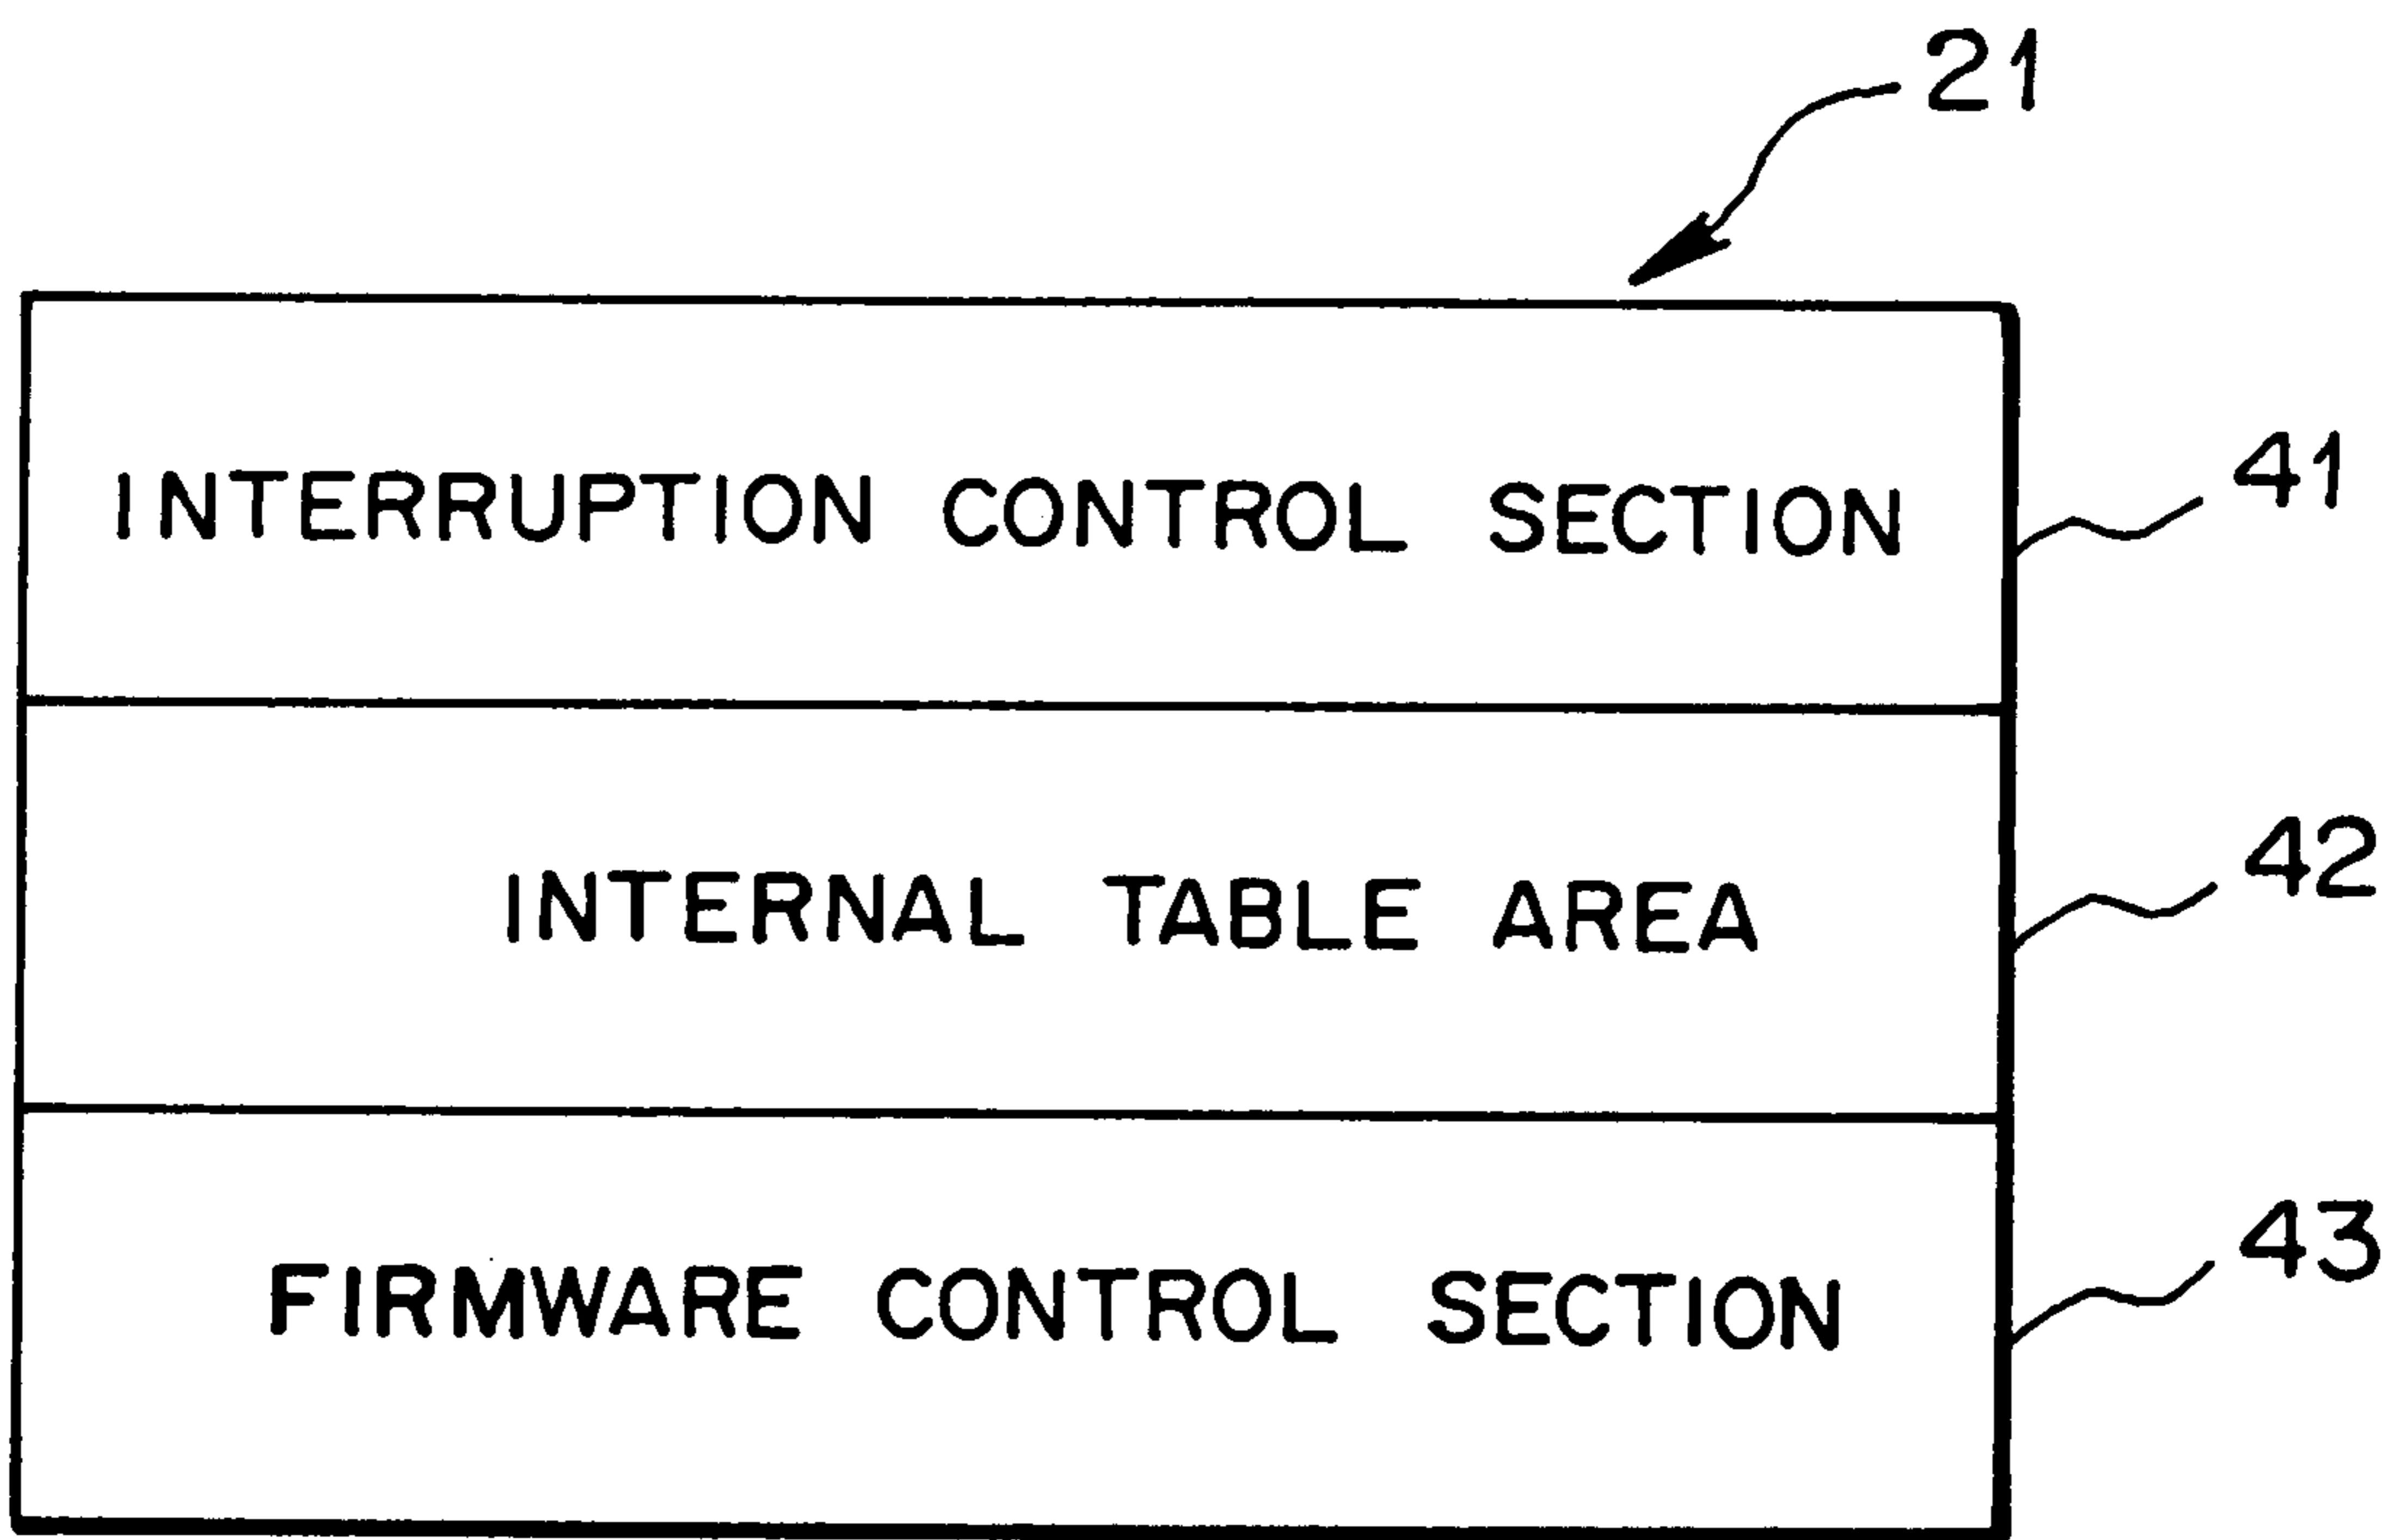 21
INTERRUPTION CONTROL SECTION
41
INTERNAL TABLE AREA
42
FIRMWARE CONTROL SECTION
43